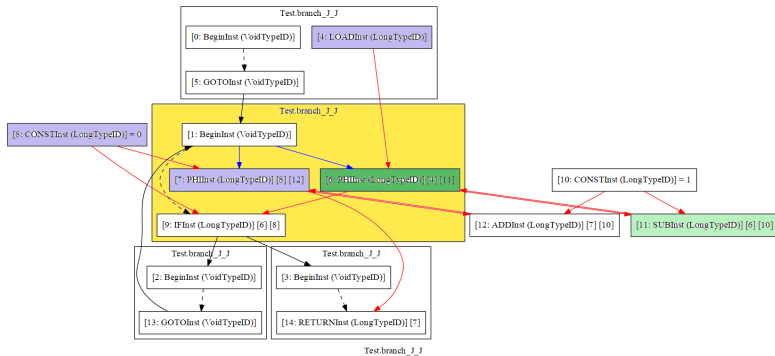 Test.branch_J_J
[0: BeginInst (VoidTypeID)]
[4: LOADInst (LongTypeID)]
[5: GOTOInst (VoidTypeID)]
Test.branch_J_J
[8: CONSTInst (LongTypeID)] = 0
[1: BeginInst (VoidTypeID)]
[7: PHIInst (LongTypeID)] [8] [12]
[6: PHIInst (LongTypeID)] [4] [11]
[10: CONSTInst (LongTypeID)] = 1
[9: IFInst (LongTypeID)] [6] [8]
[12: ADDInst (LongTypeID)] [7] [10]
[11: SUBInst (LongTypeID)] [6] [10]
Test.branch_J_J
Test.branch_J_J
[2: BeginInst (VoidTypeID)]
[3: BeginInst (VoidTypeID)]
[13: GOTOInst (VoidTypeID)]
[14: RETURNInst (LongTypeID)] [7]
Test.branch_J_J